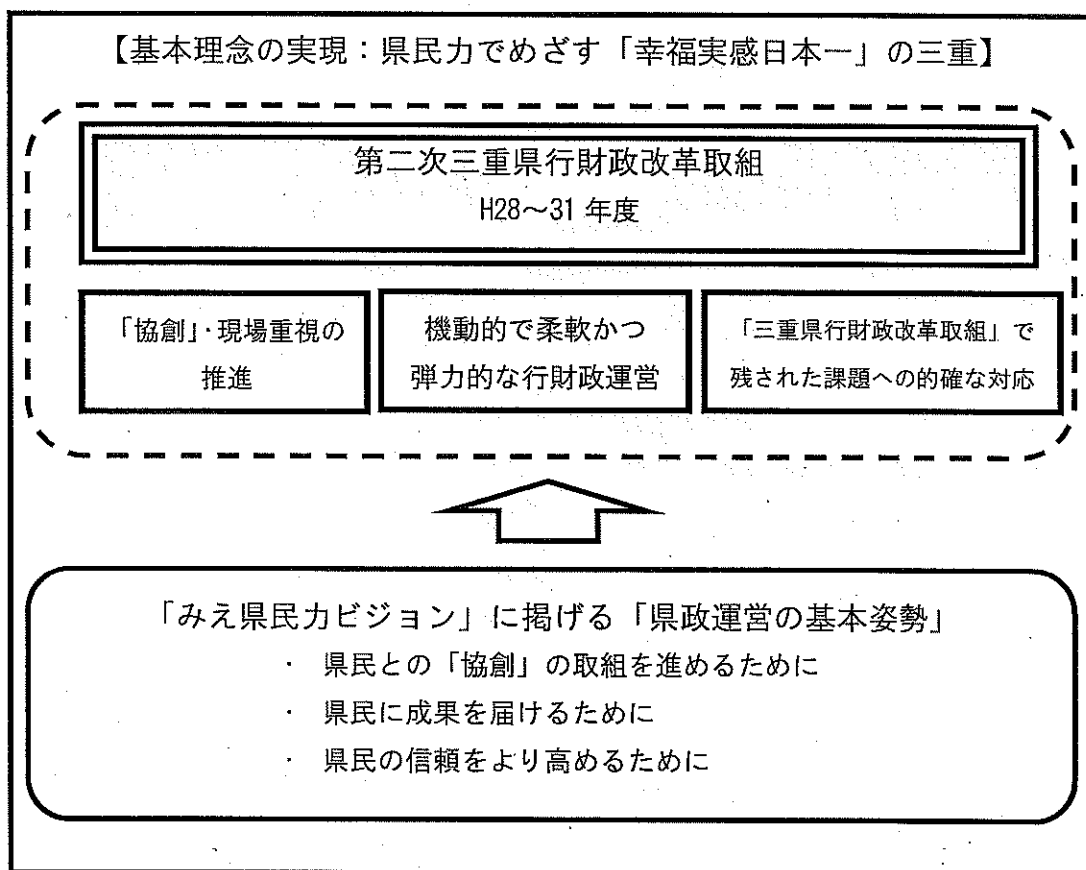 【基本理念の実現：県民力でめざす「幸福実感日本一」の三重】
第二次三重県行財政改革取組
H28～31 年度
「協創」・現場重視の
推進
機動的で柔軟かつ
弾力的な行財政運営
「三重県行財政改革取組」で
残された課題への的確な対応
「みえ県民力ビジョン」に掲げる「県政運営の基本姿勢」
・ 県民との「協創」の取組を進めるために
・ 県民に成果を届けるために
・ 県民の信頼をより高めるために